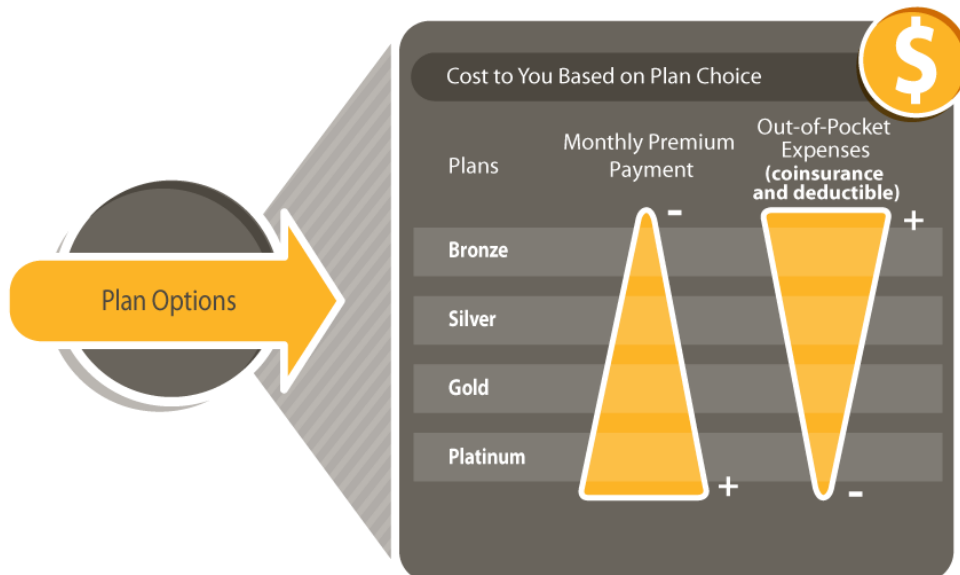 $
Cost to You Based on Plan Choice
Plans
Monthly Premium
Payment
Out-of-Pocket
Expenses
(coinsurance
and deductible)
-
+
Bronze
Silver
Gold
Platinum
+
-
Plan Options